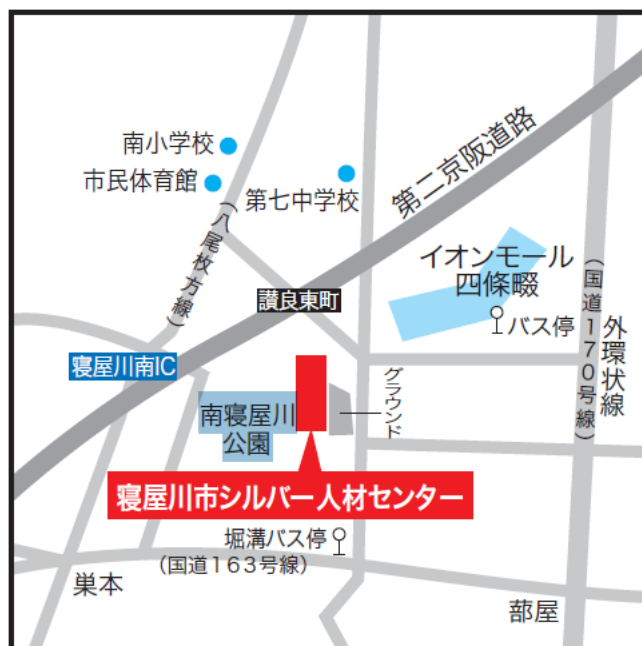 南小学校
市民体育館
第七中学校
(八尾枚方線)
第二京阪道路
イオンモール
四條畷
バス停
讃良東町
寝屋川南IC
(国道170号線)
外環状線
グラウンド
南寝屋川
公園
寝屋川市シルバー人材センター
堀溝バス停
(国道163号線)
巣本
蔀屋